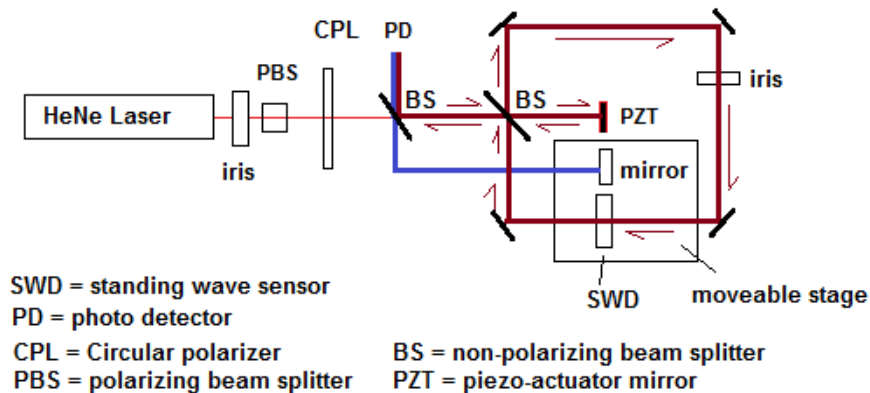 CPL
PD
PBS
BS
BS
HeNe Laser
iris
PZT
iris
mirror
SWD
moveable stage
SWD = standing wave sensor
PD = photo detector
CPL = Circular polarizer
BS = non-polarizing beam splitter
PBS = polarizing beam splitter
PZT = piezo-actuator mirror